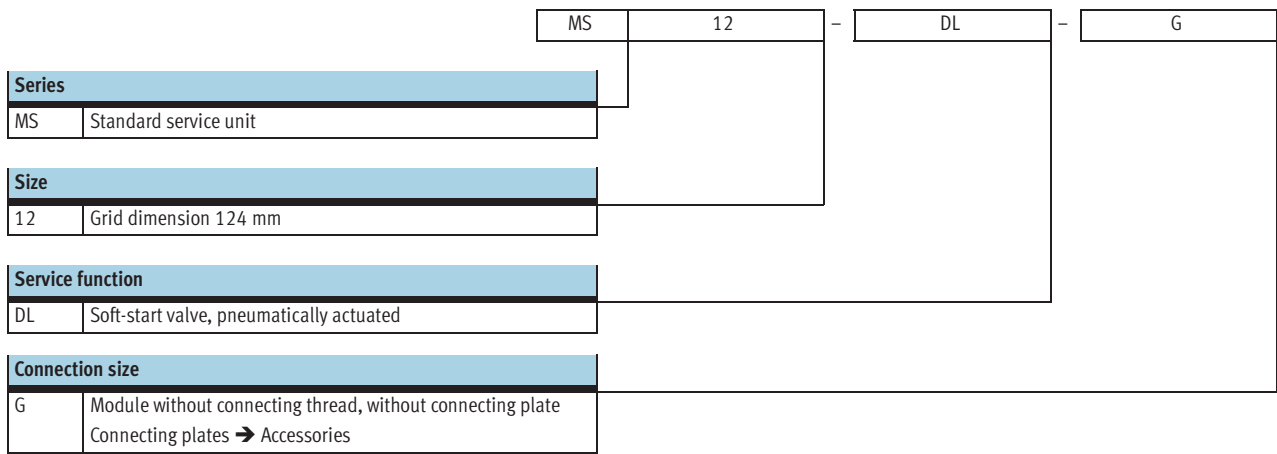 MS 12 – DL – G
Series
MS Standard service unit
Size
12 Grid dimension 124 mm
Service function
DL Soft-start valve, pneumatically actuated
Connection size
G Module without connecting thread, without connecting plate
Connecting plates ➔ Accessories